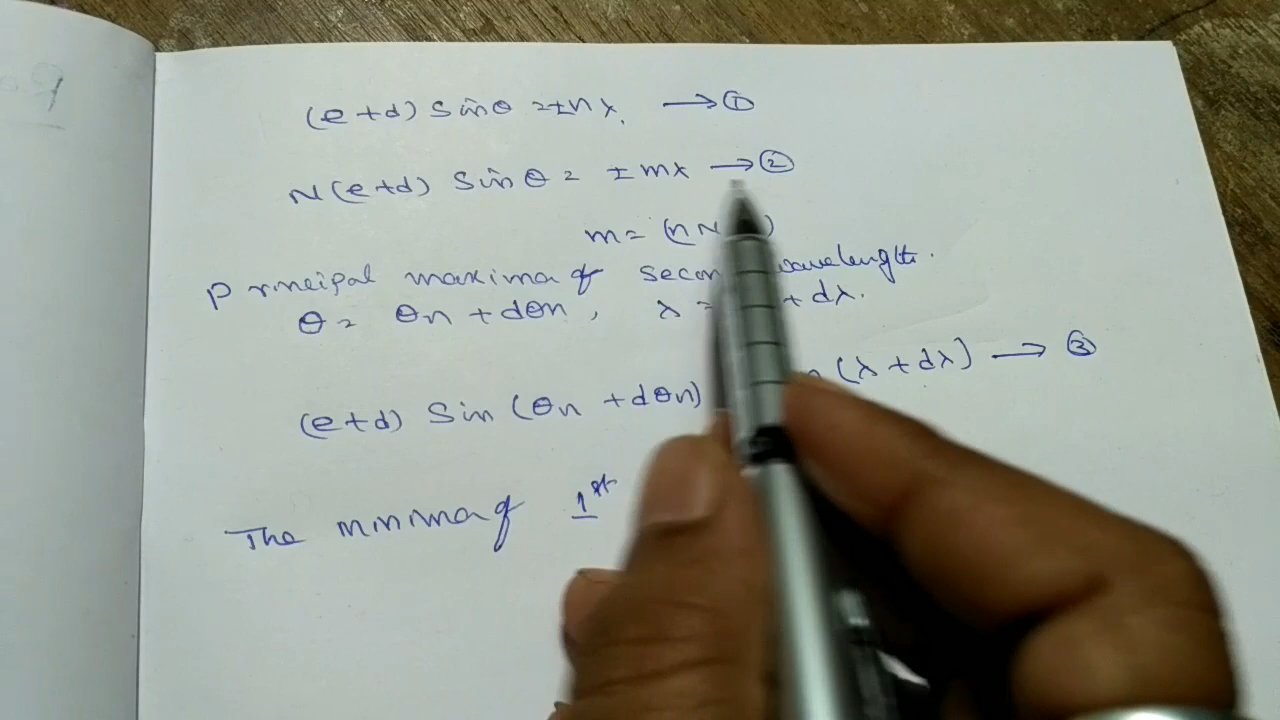 (e+d) Sinθ = ±nλ. → ①
N(e+d) Sinθ = ±mλ → ②
m = (nN )
Principal maxima of wavelength.
θ = θn + dθn, λ = + dλ.
(e+d) Sin (θn + dθn) (λ + dλ) → ③
The minima of 1st